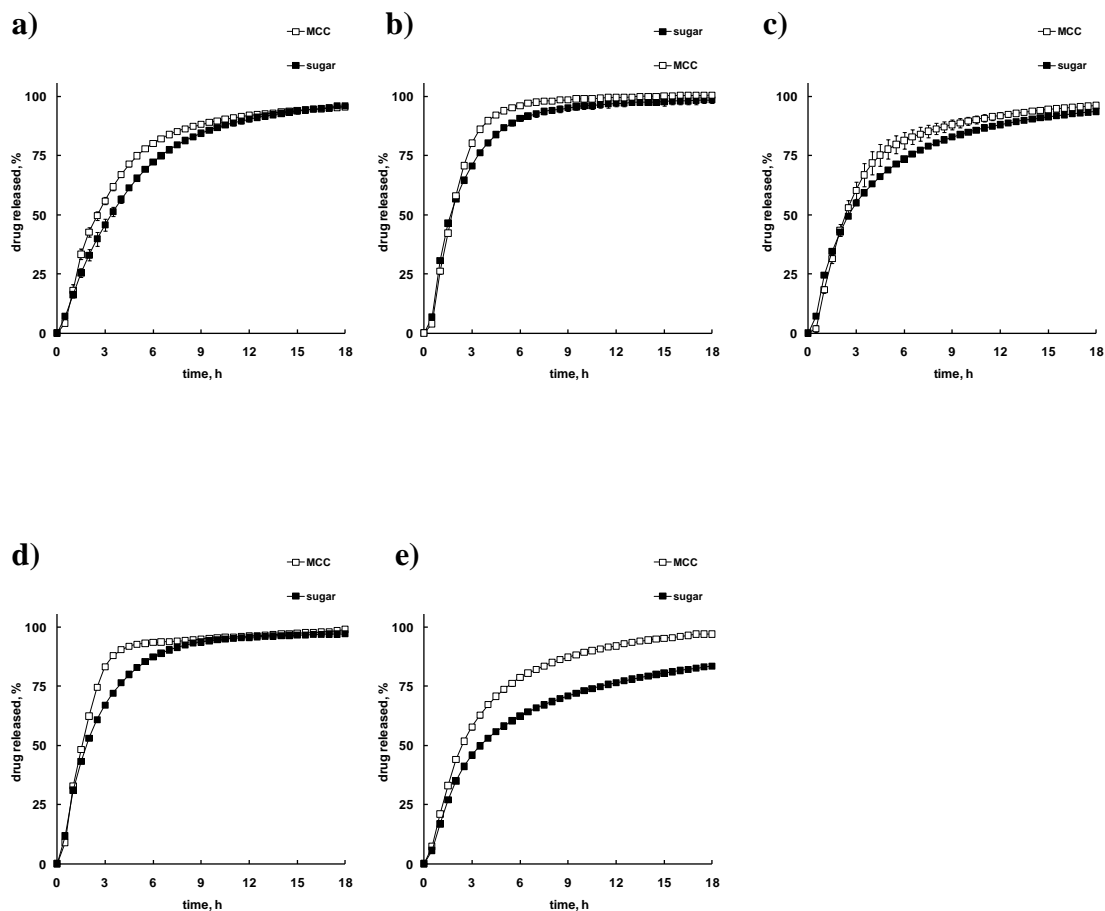 a)
MCC
sugar
drug released, %
100
75
50
25
0
0 3 6 9 12 15 18
time, h
b)
sugar
MCC
drug released, %
100
75
50
25
0
0 3 6 9 12 15 18
time, h
c)
MCC
sugar
drug released, %
100
75
50
25
0
0 3 6 9 12 15 18
time, h
d)
MCC
sugar
drug released, %
100
75
50
25
0
0 3 6 9 12 15 18
time, h
e)
MCC
sugar
drug released, %
100
75
50
25
0
0 3 6 9 12 15 18
time, h